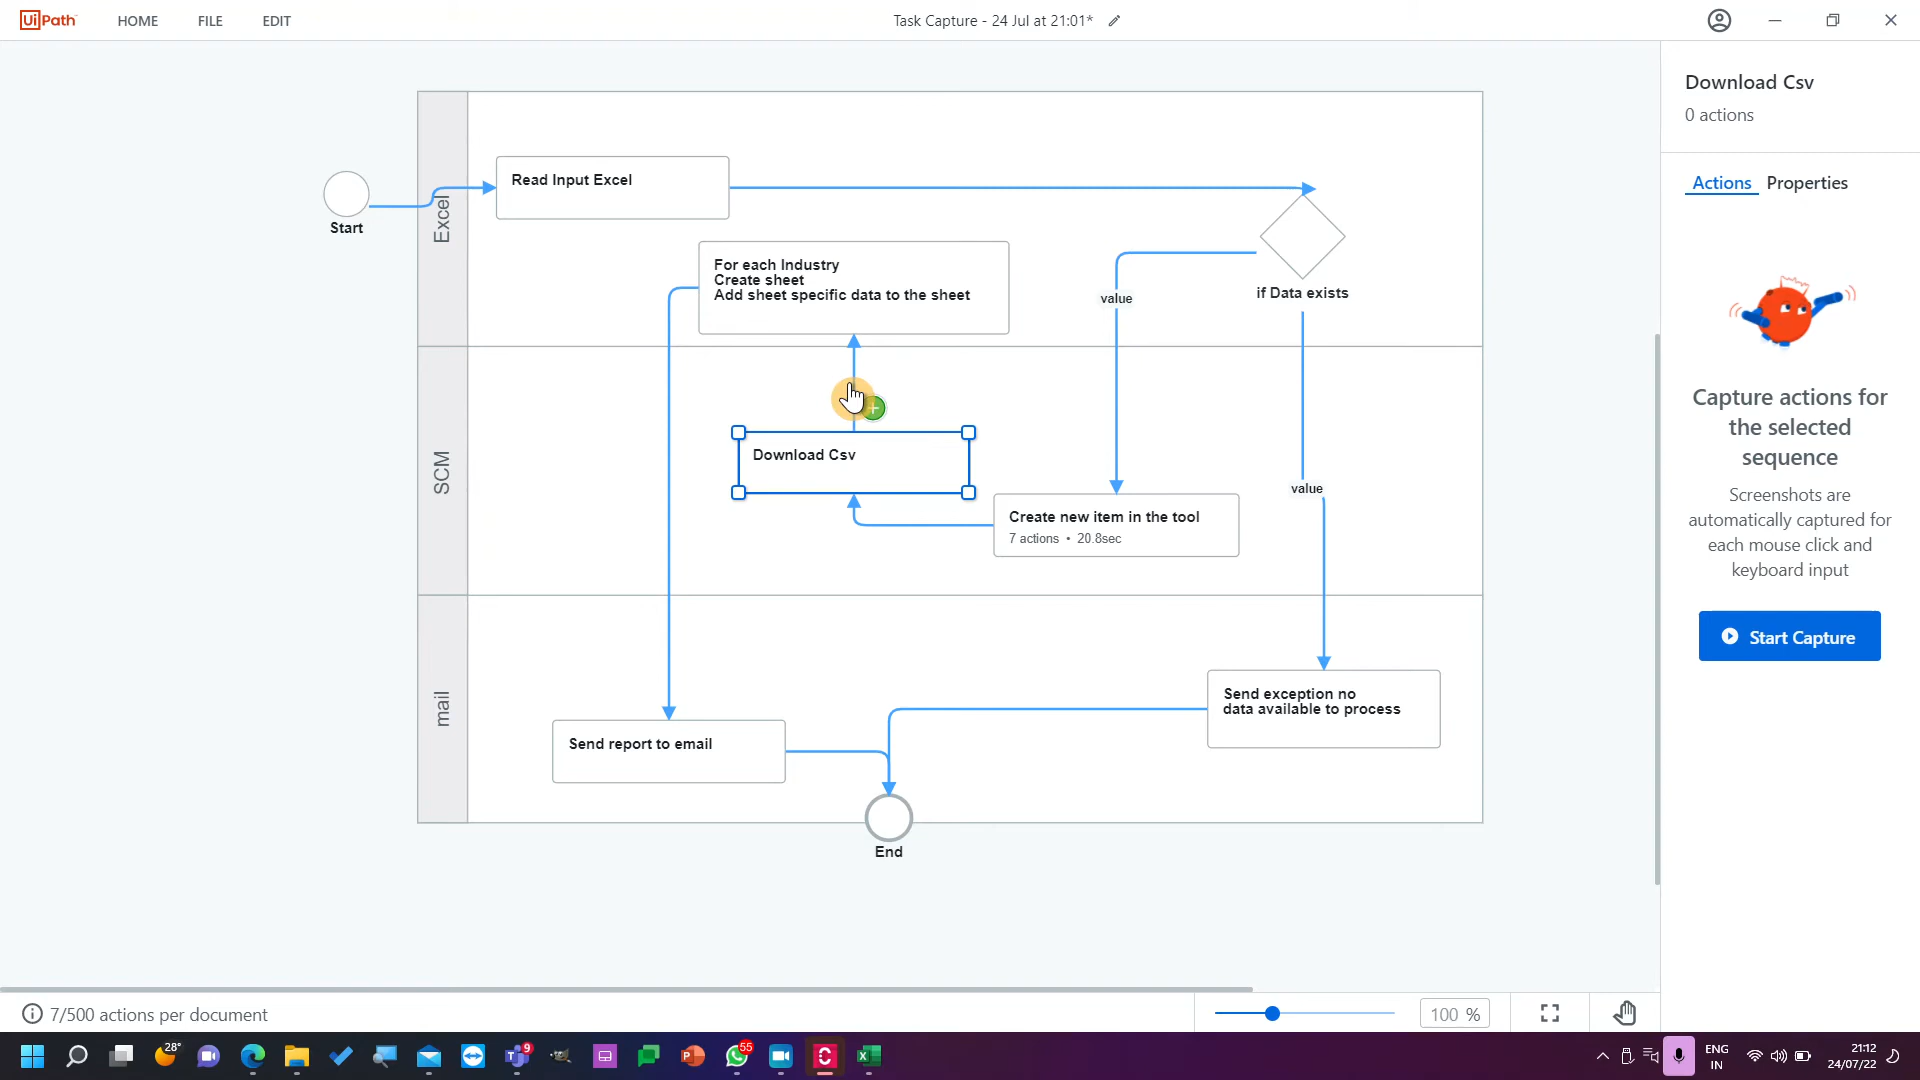 UiPath
HOME
FILE
EDIT
Task Capture - 24 Jul at 21:01*
Download Csv
0 actions
Actions
Properties
Capture actions for
the selected
sequence
Screenshots are
automatically captured for
each mouse click and
keyboard input
Start Capture
Excel
SCM
mail
Start
Read Input Excel
For each Industry
Create sheet
Add sheet specific data to the sheet
value
if Data exists
Download Csv
Create new item in the tool
7 actions • 20.8sec
value
Send exception no
data available to process
Send report to email
End
7/500 actions per document
100 %
28°
9
55
ENG
IN
21:12
24/07/22